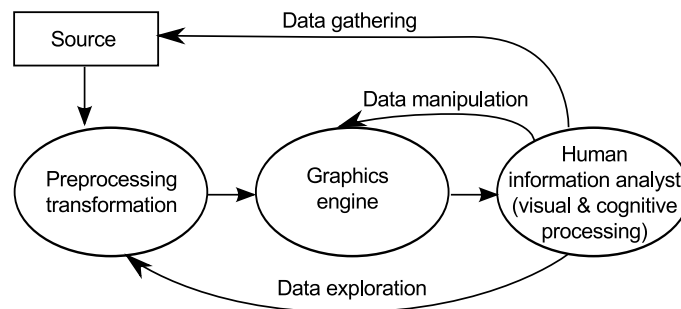 Data gathering
Source
Data manipulation
Preprocessing
transformation
Graphics
engine
Human
information analyst
(visual & cognitive
processing)
Data exploration